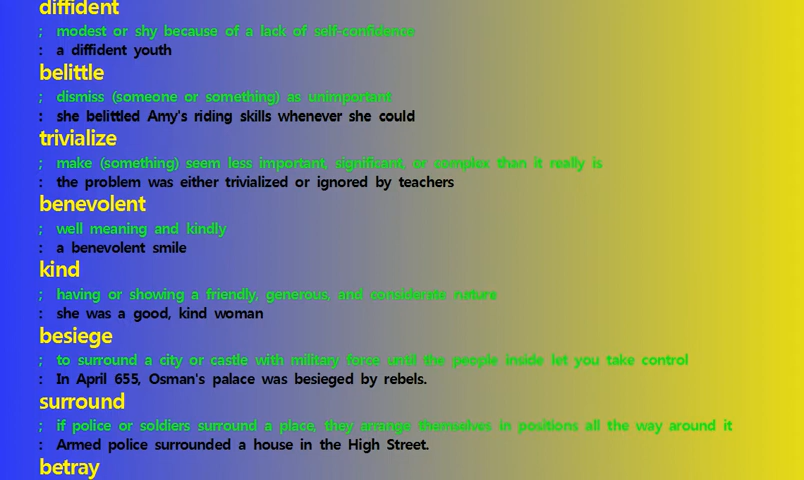 diffident
; modest or shy because of a lack of self-confidence
: a diffident youth
belittle
; dismiss (someone or something) as unimportant
: she belittled Amy's riding skills whenever she could
trivialize
; make (something) seem less important, significant, or complex than it really is
: the problem was either trivialized or ignored by teachers
benevolent
; well meaning and kindly
: a benevolent smile
kind
; having or showing a friendly, generous, and considerate nature
: she was a good, kind woman
besiege
; to surround a city or castle with military force until the people inside let you take control
: In April 655, Osman's palace was besieged by rebels.
surround
; if police or soldiers surround a place, they arrange themselves in positions all the way around it
: Armed police surrounded a house in the High Street.
betray